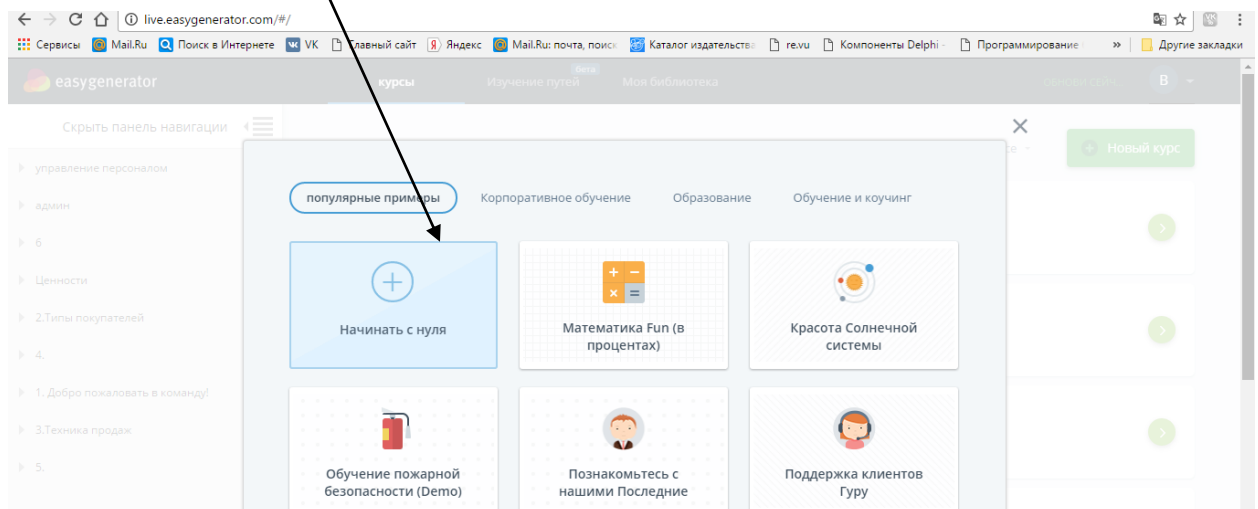 live.easygenerator.com/#/
Сервисы Mail.Ru Поиск в Интернете VK Главный сайт Яндекс Mail.Ru: почта, поиск Каталог издательства re.vu Компоненты Delphi - Программирование » Другие закладки
easygenerator курсы Изучение путей бета Моя библиотека B
Скрыть панель навигации
Новый курс
управление персоналом
популярные примеры Корпоративное обучение Образование Обучение и коучинг
админ
6
Ценности
2.Типы покупателей
Начинать с нуля
Математика Fun (в
процентах)
Красота Солнечной
системы
4.
1. Добро пожаловать в команду!
3.Техника продаж
5.
Обучение пожарной
безопасности (Demo)
Познакомьтесь с
нашими Последние
Поддержка клиентов
Гуру